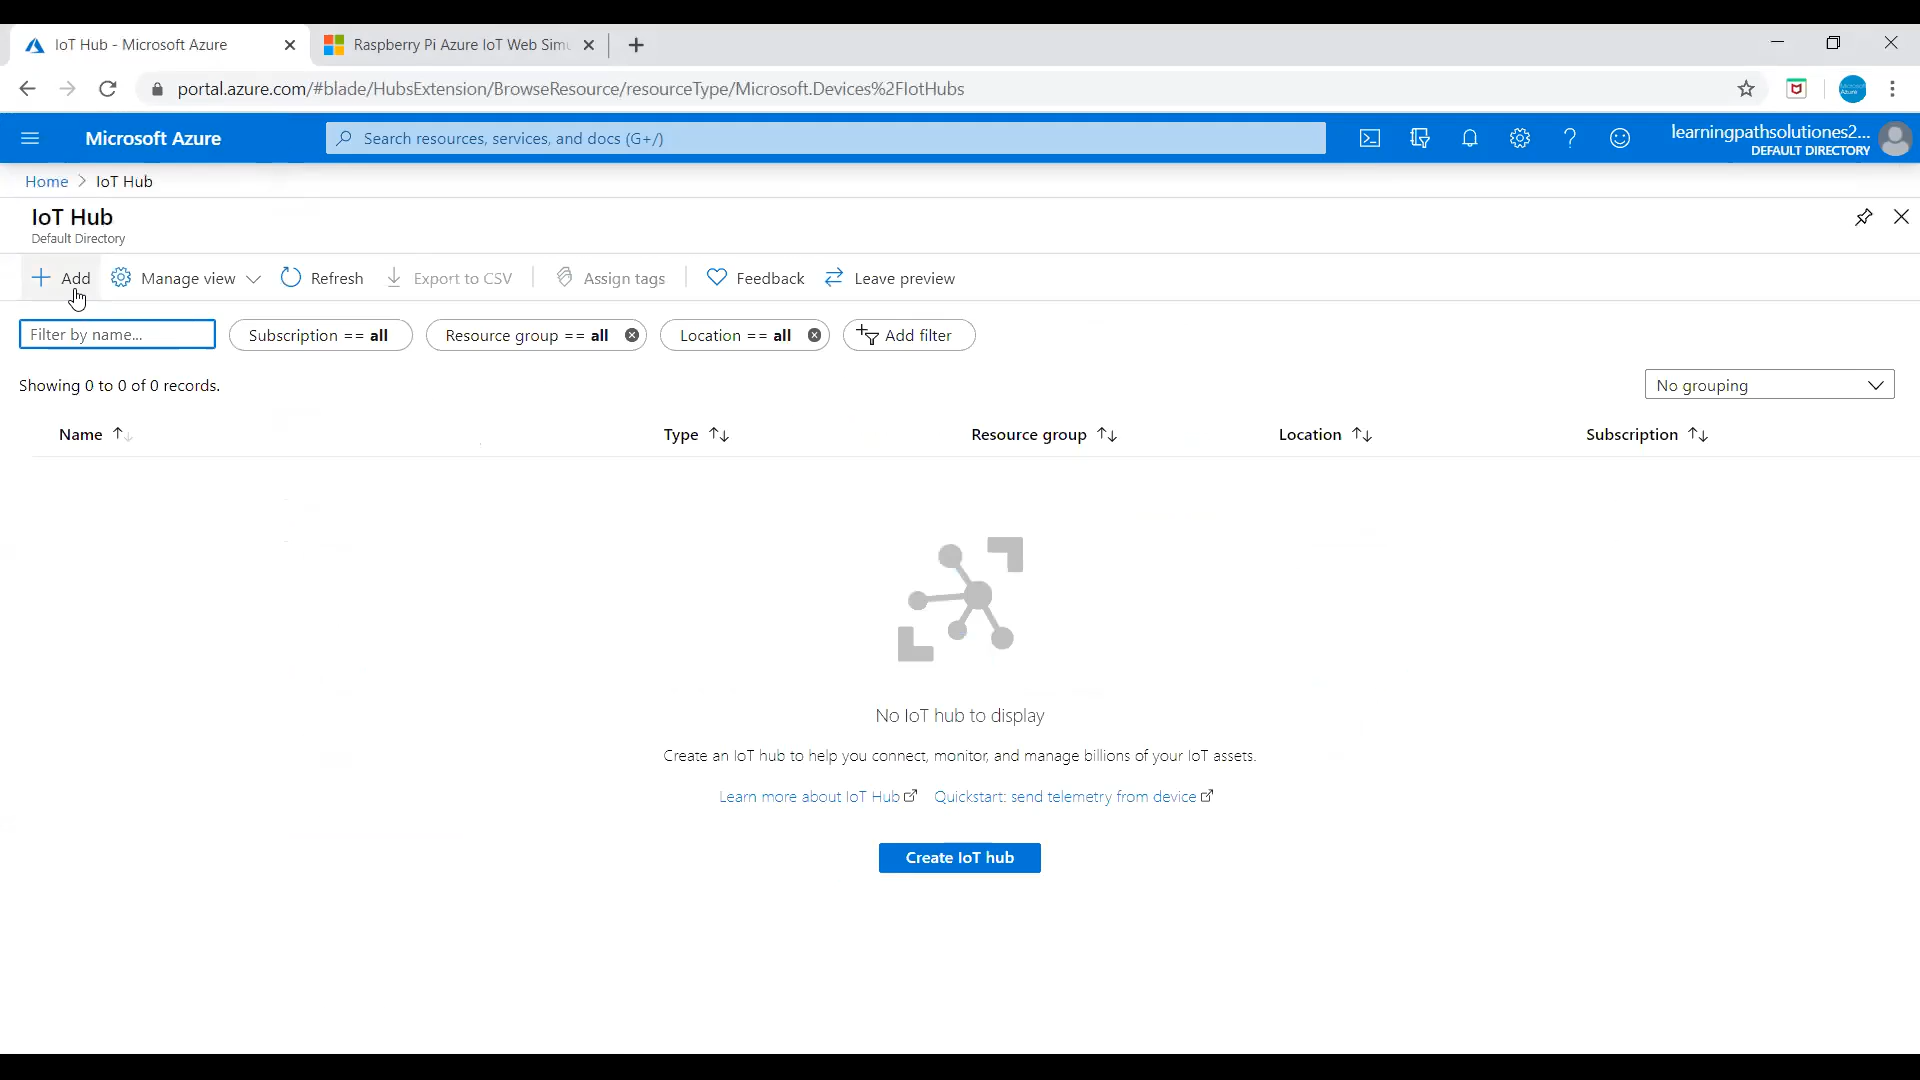 IoT Hub - Microsoft Azure
Raspberry Pi Azure IoT Web Simu
portal.azure.com/#blade/HubsExtension/BrowseResource/resourceType/Microsoft.Devices%2FIotHubs
Microsoft Azure
Search resources, services, and docs (G+/)
learningpathsolutiones2...
DEFAULT DIRECTORY
Home > IoT Hub
IoT Hub
Default Directory
Add Manage view Refresh Export to CSV Assign tags Feedback Leave preview
Filter by name... Subscription == all Resource group == all Location == all Add filter
Showing 0 to 0 of 0 records. No grouping
Name Type Resource group Location Subscription
No IoT hub to display
Create an IoT hub to help you connect, monitor, and manage billions of your IoT assets.
Learn more about IoT Hub Quickstart: send telemetry from device
Create IoT hub